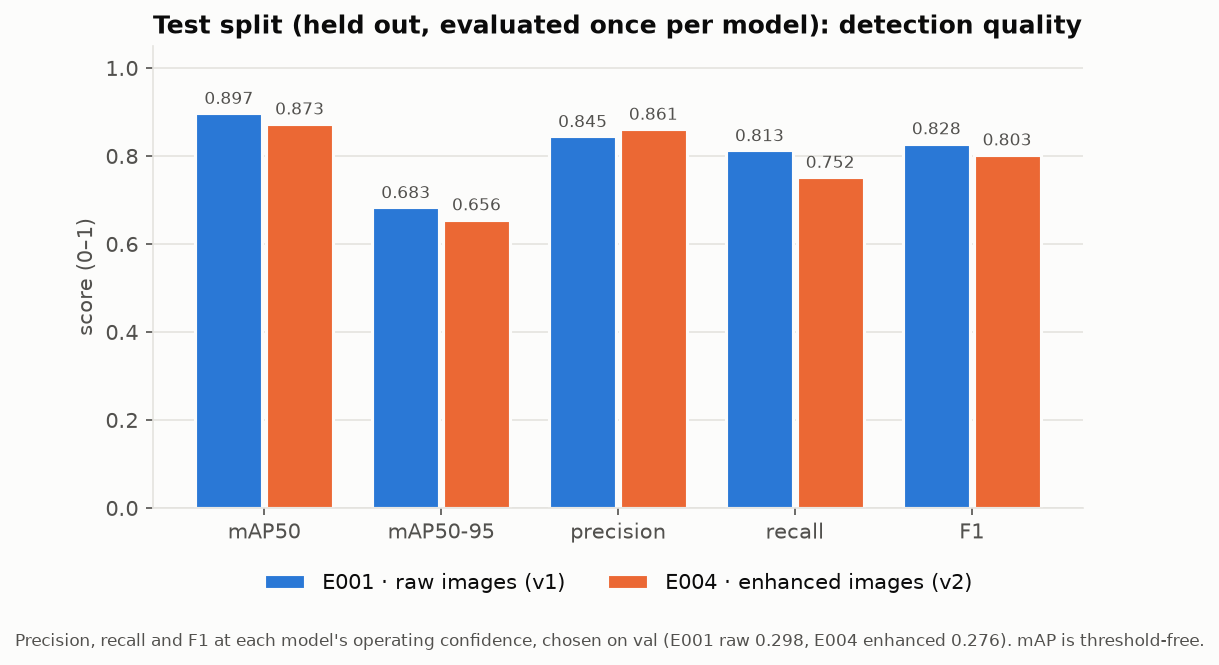 Test split (held out, evaluated once per model): detection quality
1.0
0.8
0.6
0.4
0.2
0.0
score (0–1)
0.897
0.873
0.683
0.656
0.845
0.861
0.813
0.752
0.828
0.803
mAP50
mAP50-95
precision
recall
F1
E001 · raw images (v1)
E004 · enhanced images (v2)
Precision, recall and F1 at each model's operating confidence, chosen on val (E001 raw 0.298, E004 enhanced 0.276). mAP is threshold-free.